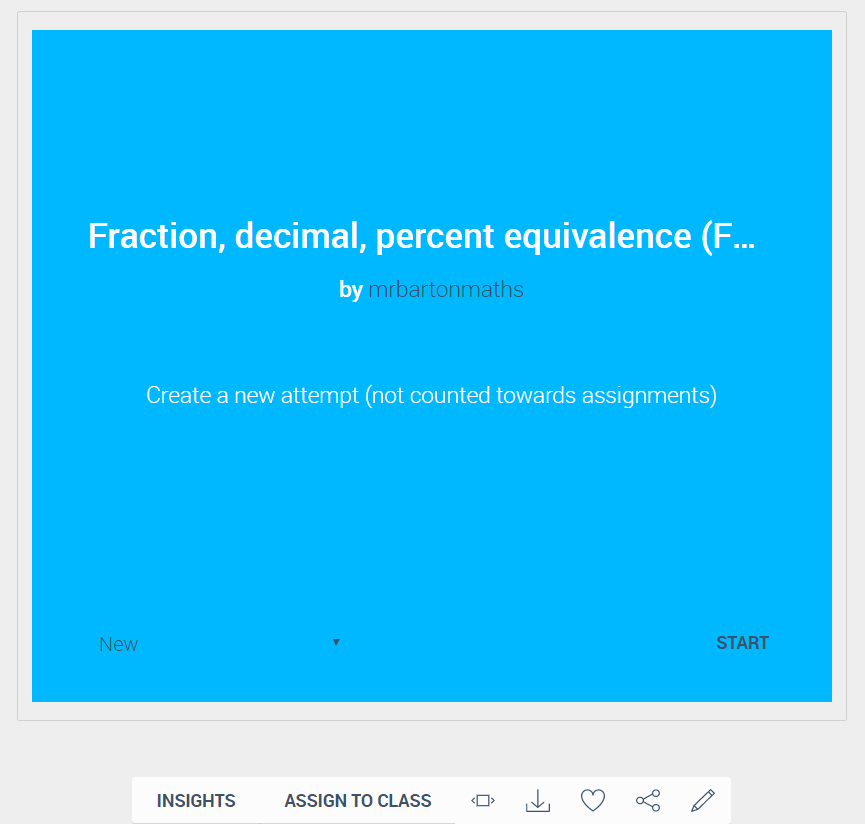 Fraction, decimal, percent equivalence (F...
by mrbartonmaths
Create a new attempt (not counted towards assignments)
New
START
INSIGHTS ASSIGN TO CLASS